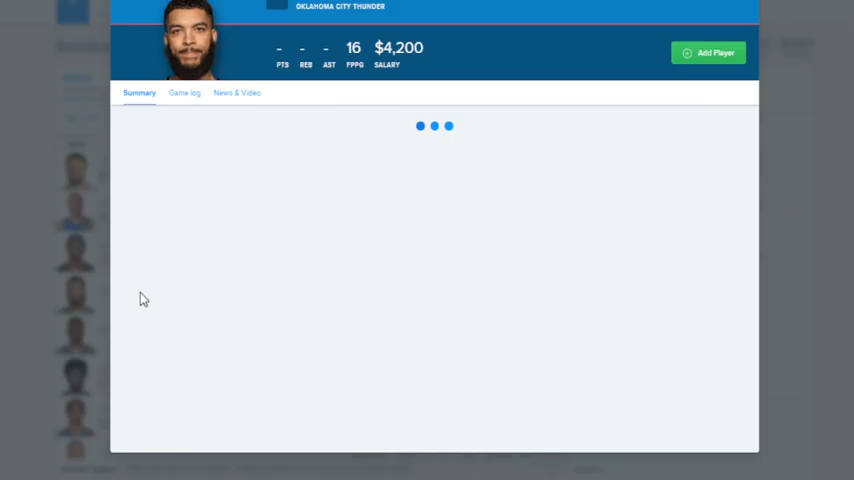 OKLAHOMA CITY THUNDER
- - - 16 $4,200
PTS REB AST FPPG SALARY
Add Player
Summary Game log News & Video